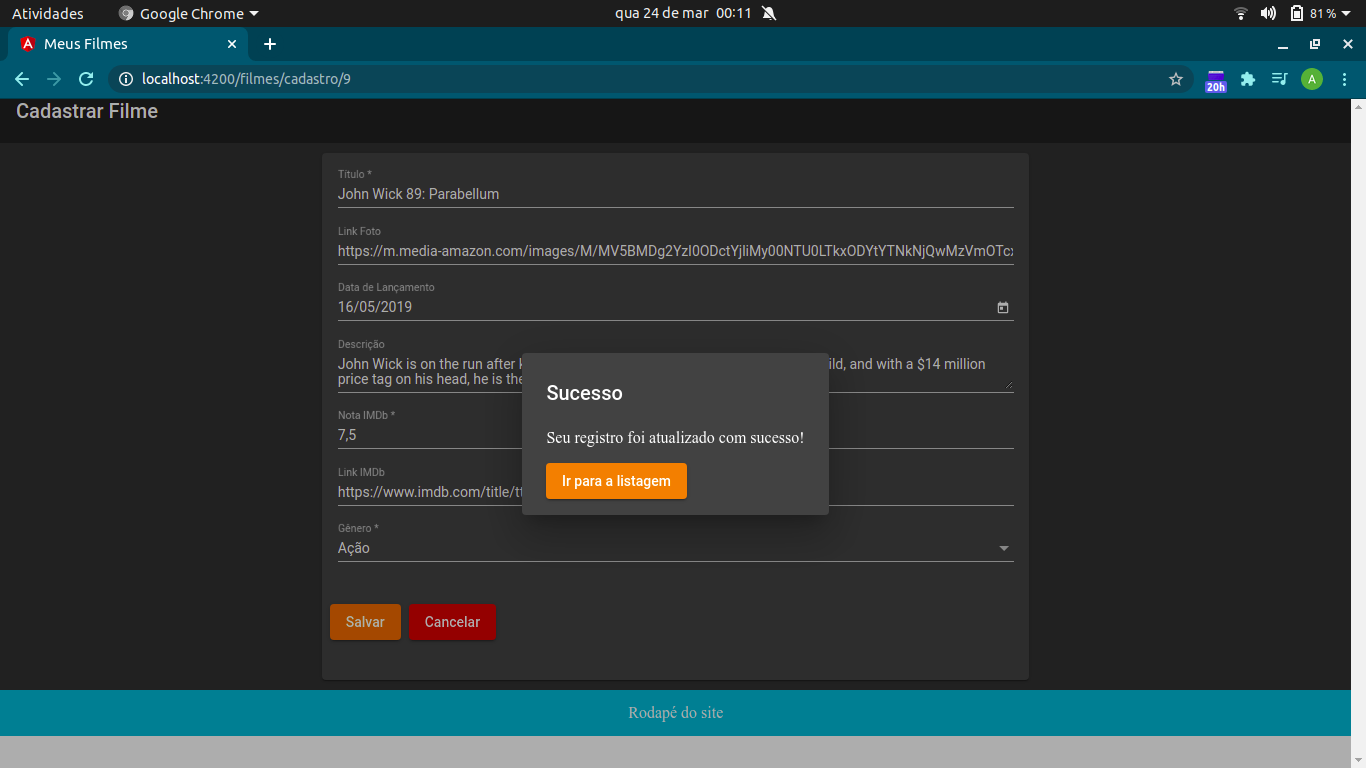 Atividades Google Chrome qua 24 de mar 00:11 81%
Meus Filmes
localhost:4200/filmes/cadastro/9 20h A
Cadastrar Filme
Título *
John Wick 89: Parabellum
Link Foto
https://m.media-amazon.com/images/M/MV5BMDg2YzI0ODctYjliMy00NTU0LTkxODYtYTNkNjQwMzVmOTcx
Data de Lançamento
16/05/2019
Descrição
John Wick is on the run after ild, and with a $14 million
price tag on his head, he is the
Sucesso
Nota IMDb *
7,5
Seu registro foi atualizado com sucesso!
Link IMDb
https://www.imdb.com/title/tt
Ir para a listagem
Gênero *
Ação
Salvar Cancelar
Rodapé do site